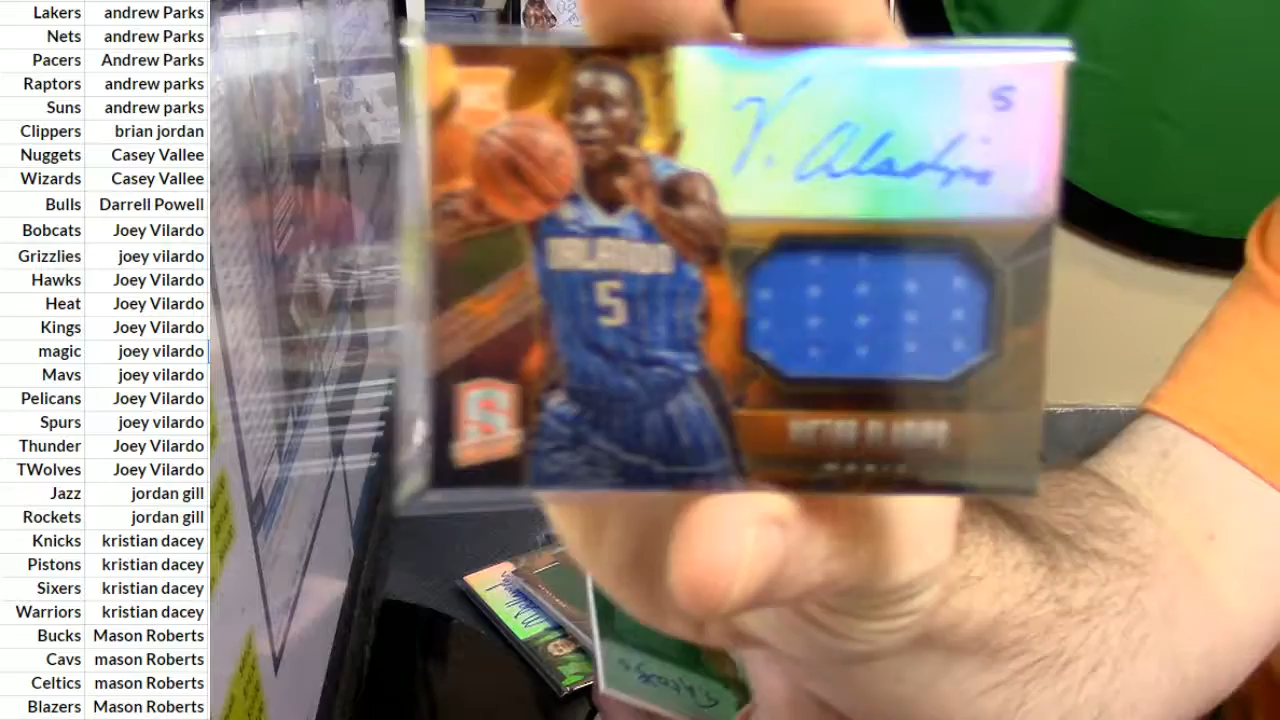 Lakers andrew Parks
Nets andrew Parks
Pacers Andrew Parks
Raptors andrew Parks
Suns andrew parks
Clippers brian jordan
Nuggets Casey Vallee
Wizards Casey Vallee
Bulls Darrell Powell
Bobcats Joey Vilardo
Grizzlies joey vilardo
Hawks Joey Vilardo
Heat Joey Vilardo
Kings Joey Vilardo
magic joey vilardo
Mavs joey vilardo
Pelicans Joey Vilardo
Spurs joey vilardo
Thunder Joey Vilardo
TWolves Joey Vilardo
Jazz jordan gill
Rockets jordan gill
Knicks kristian dacey
Pistons kristian dacey
Sixers kristian dacey
Warriors kristian dacey
Bucks Mason Roberts
Cavs mason Roberts
Celtics mason Roberts
Blazers Mason Roberts
5
V.
ORLANDO
5
S
VICTOR OLADIPO
MAGIC